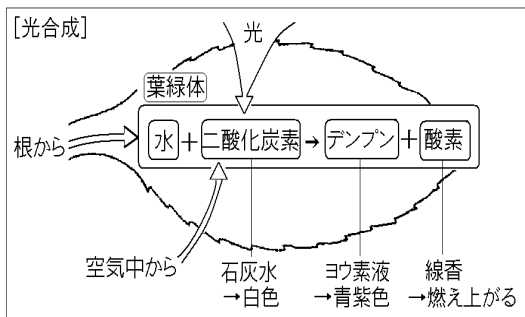 [光合成]
光
葉緑体
根から
水+二酸化炭素→デンプン+酸素
空気中から
石灰水
→白色
ヨウ素液
→青紫色
線香
→燃え上がる